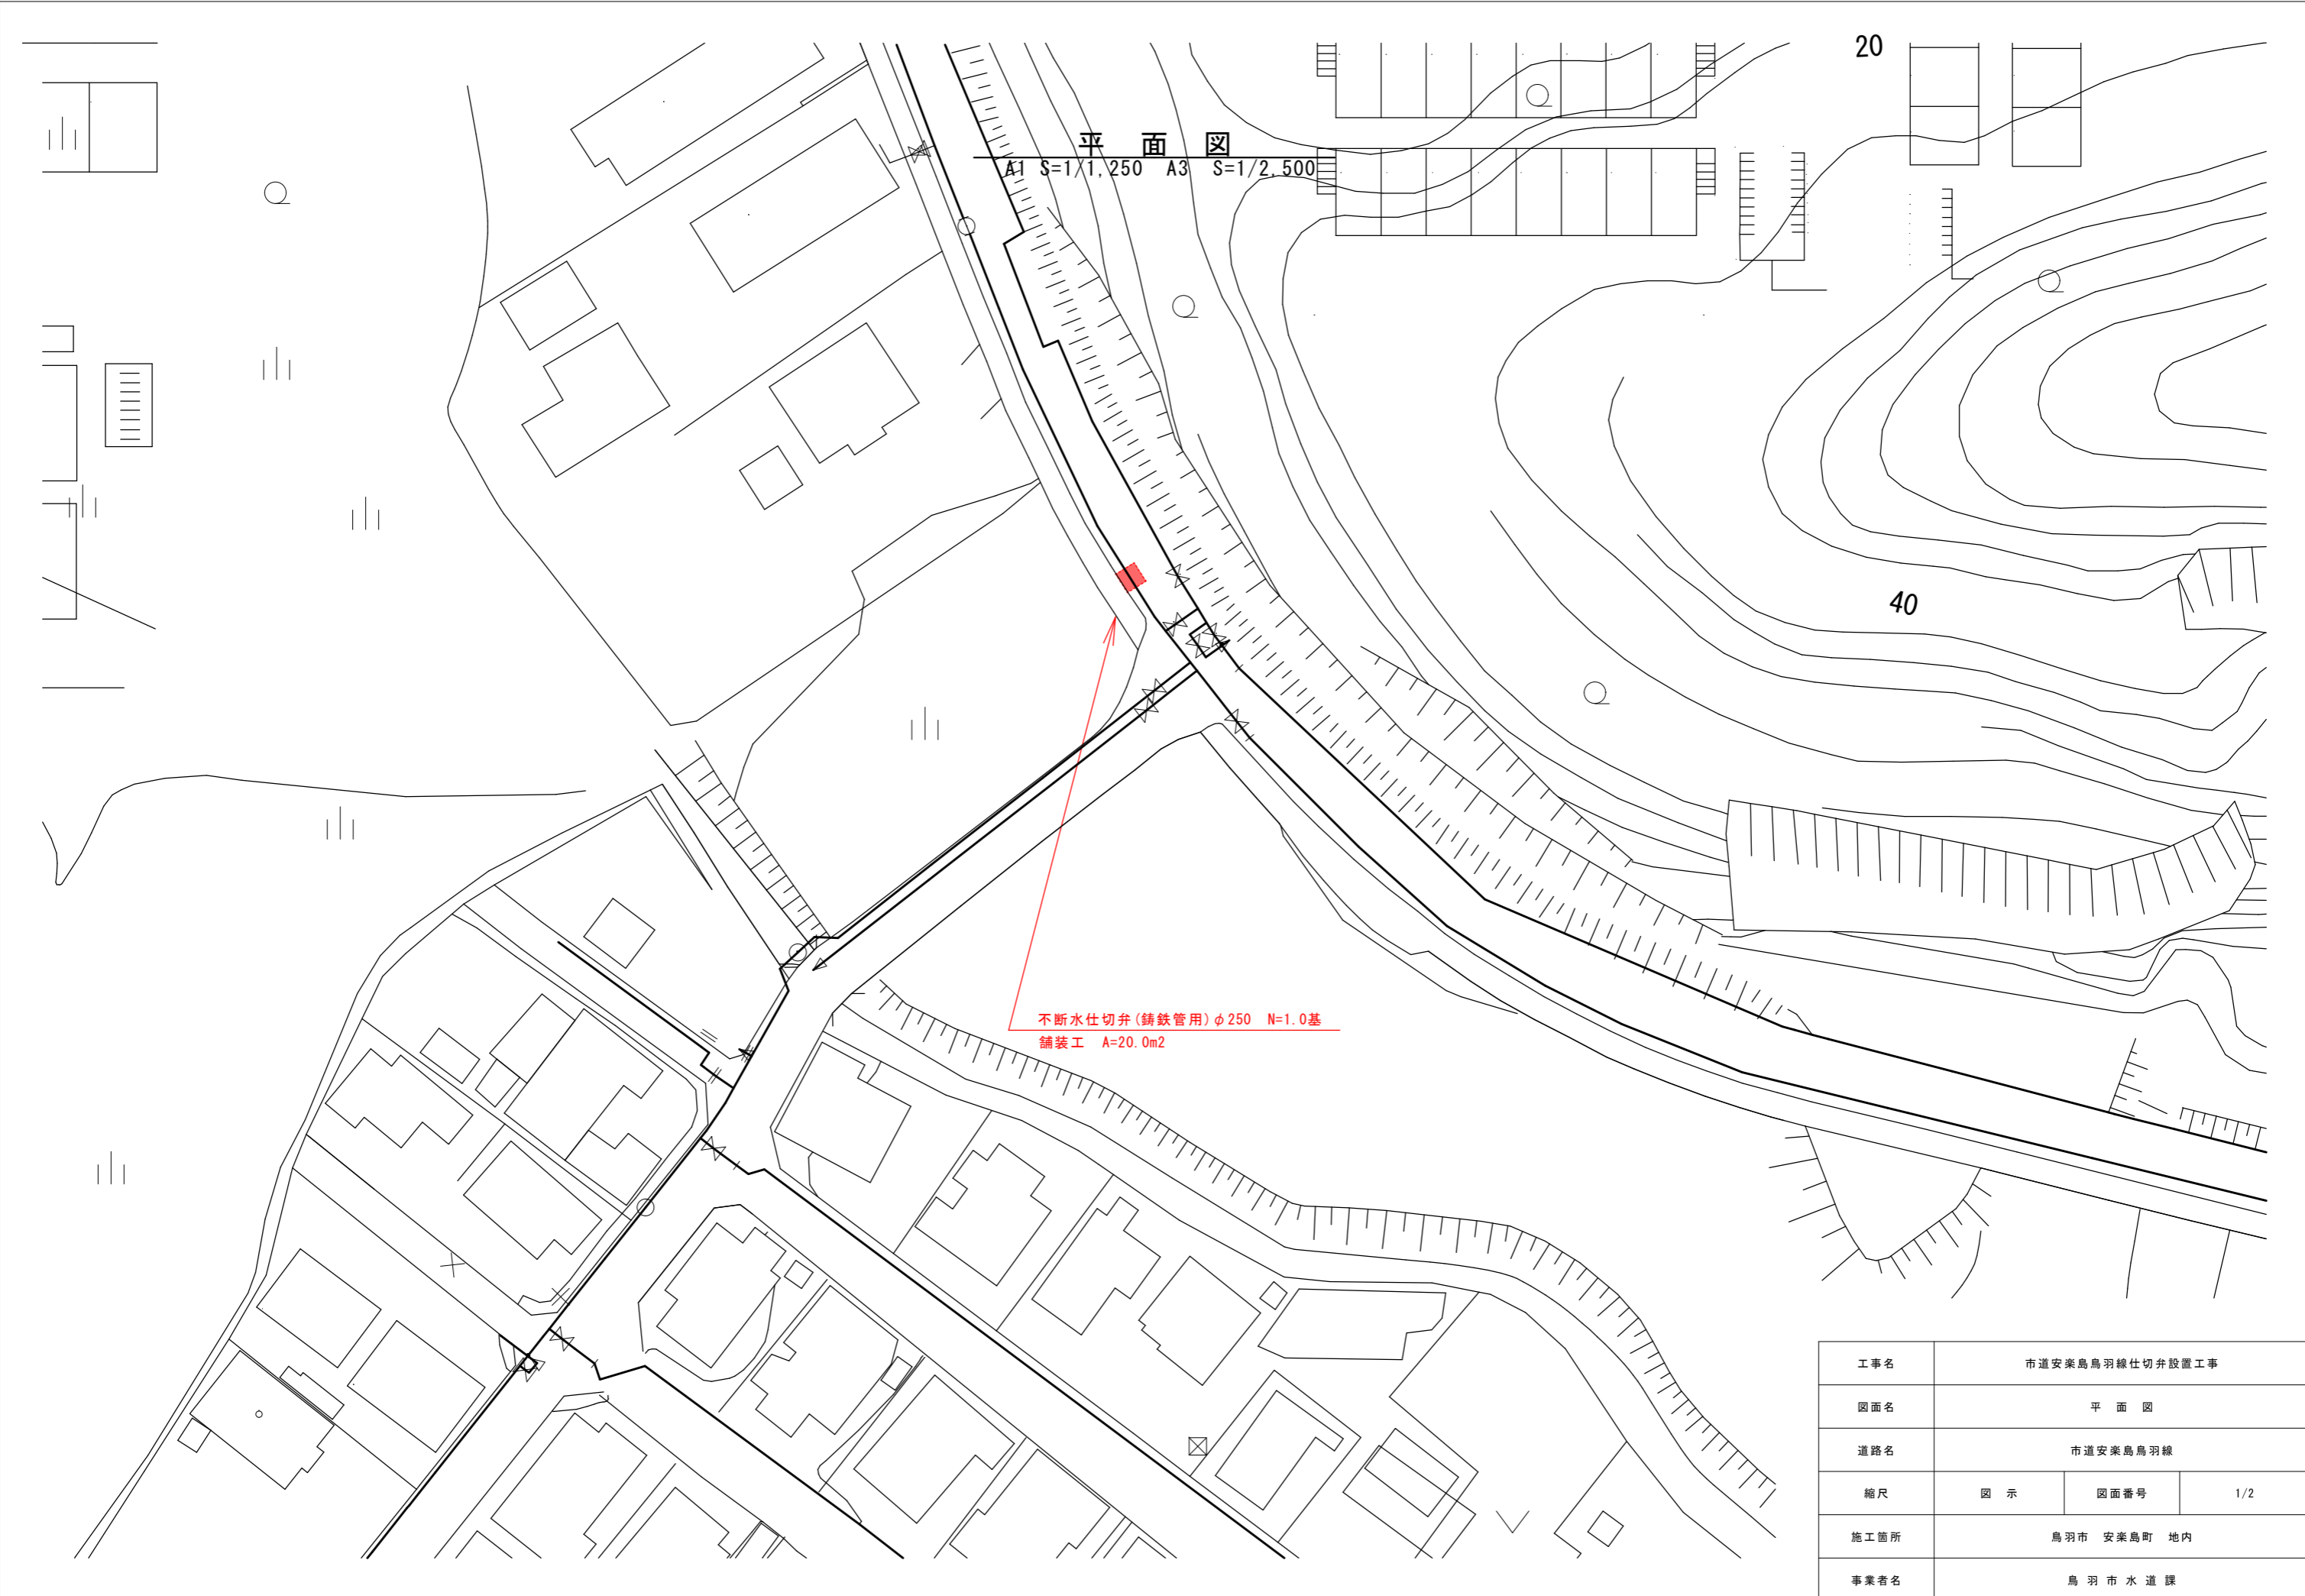 20
平 面 図
A1 S=1/1,250 A3 S=1/2,500
40
不断水仕切弁(鋳鉄管用)φ250 N=1.0基
舗装工 A=20.0m2
工事名 市道安楽島鳥羽線仕切弁設置工事
図面名 平 面 図
道路名 市道安楽島鳥羽線
縮尺 図 示 図面番号 1/2
施工箇所 鳥羽市 安楽島町 地内
事業者名 鳥 羽 市 水 道 課